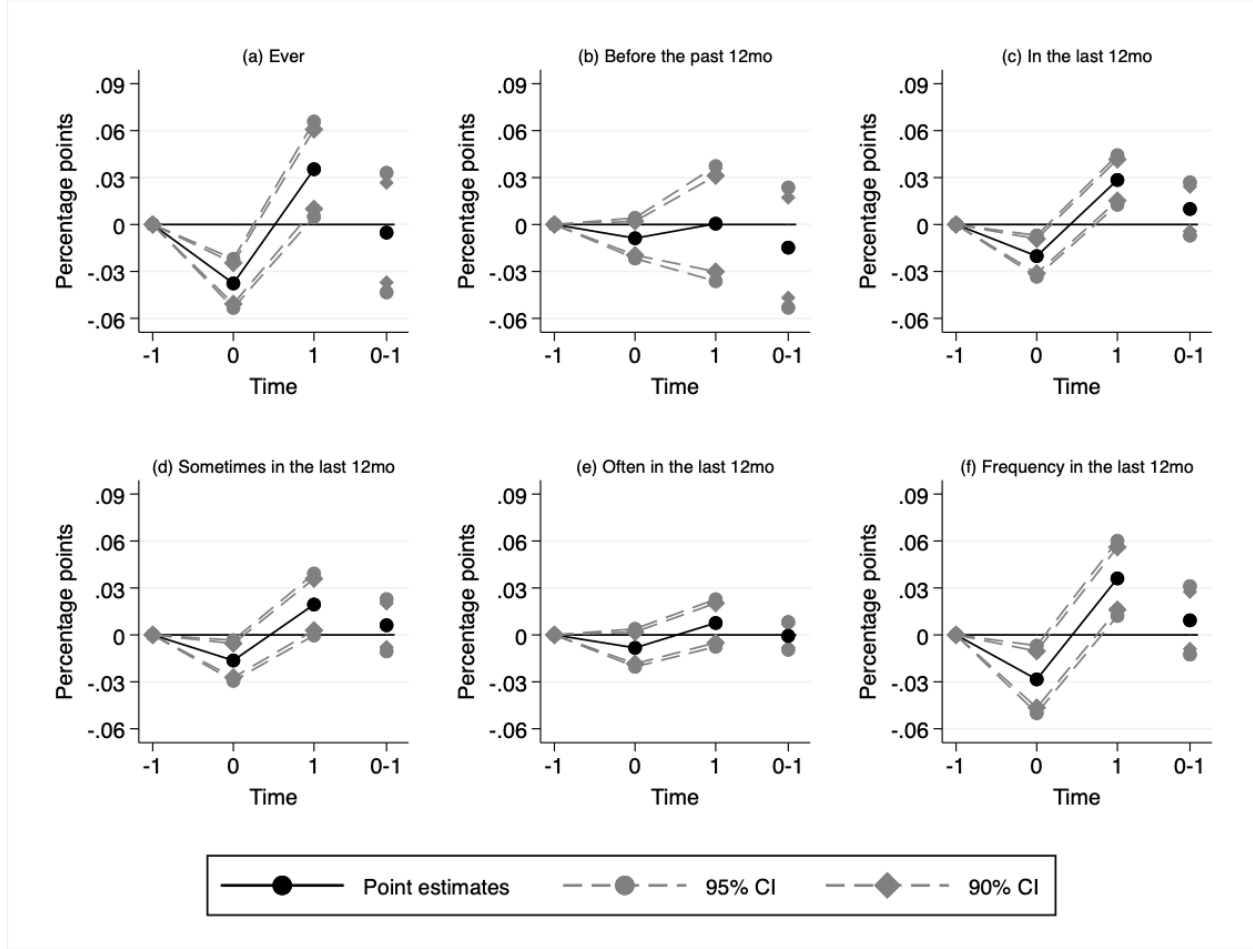 (a) Ever
Percentage points
.09
.06
.03
0
-.03
-.06
-1 0 1 0-1
Time
(b) Before the past 12mo
Percentage points
.09
.06
.03
0
-.03
-.06
-1 0 1 0-1
Time
(c) In the last 12mo
Percentage points
.09
.06
.03
0
-.03
-.06
-1 0 1 0-1
Time
(d) Sometimes in the last 12mo
Percentage points
.09
.06
.03
0
-.03
-.06
-1 0 1 0-1
Time
(e) Often in the last 12mo
Percentage points
.09
.06
.03
0
-.03
-.06
-1 0 1 0-1
Time
(f) Frequency in the last 12mo
Percentage points
.09
.06
.03
0
-.03
-.06
-1 0 1 0-1
Time
Point estimates 95% CI 90% CI